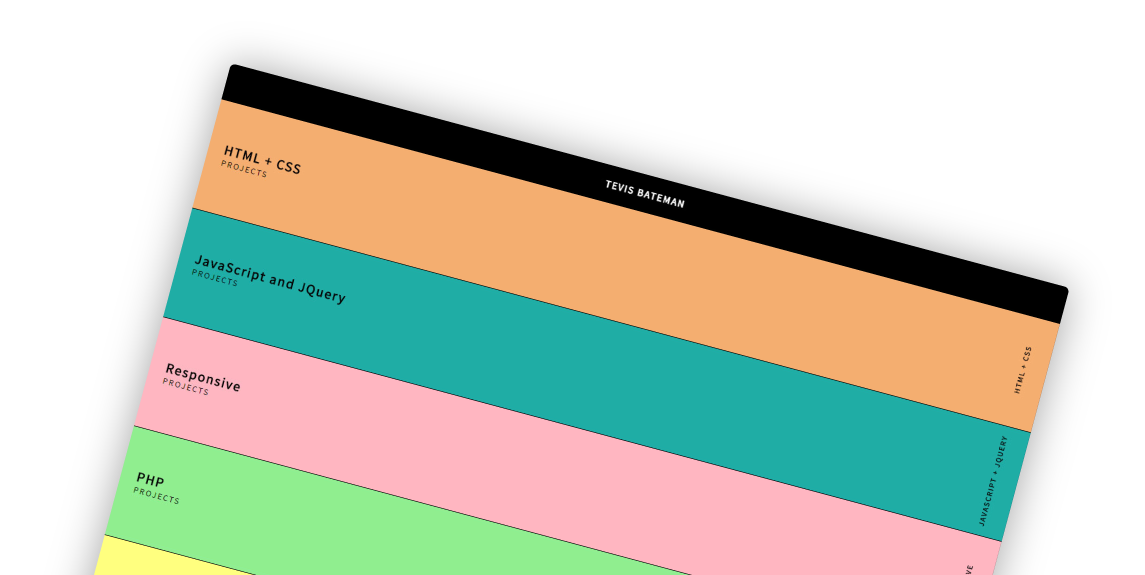 TEVIS BATEMAN
HTML + CSS
PROJECTS
HTML + CSS
JavaScript and JQuery
PROJECTS
JAVASCRIPT + JQUERY
Responsive
PROJECTS
PHP
PROJECTS